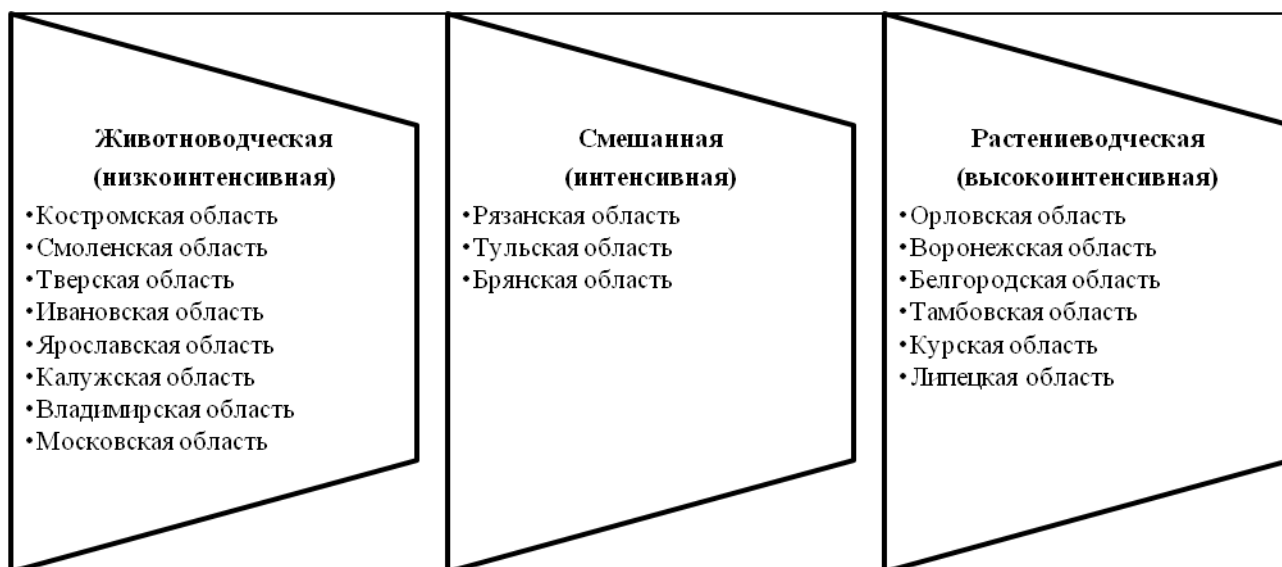 Животноводческая
(низкоинтенсивная)
•Костромская область
•Смоленская область
•Тверская область
•Ивановская область
•Ярославская область
•Калужская область
•Владимирская область
•Московская область
Смешанная
(интенсивная)
•Рязанская область
•Тульская область
•Брянская область
Растениеводческая
(высокоинтенсивная)
•Орловская область
•Воронежская область
•Белгородская область
•Тамбовская область
•Курская область
•Липецкая область